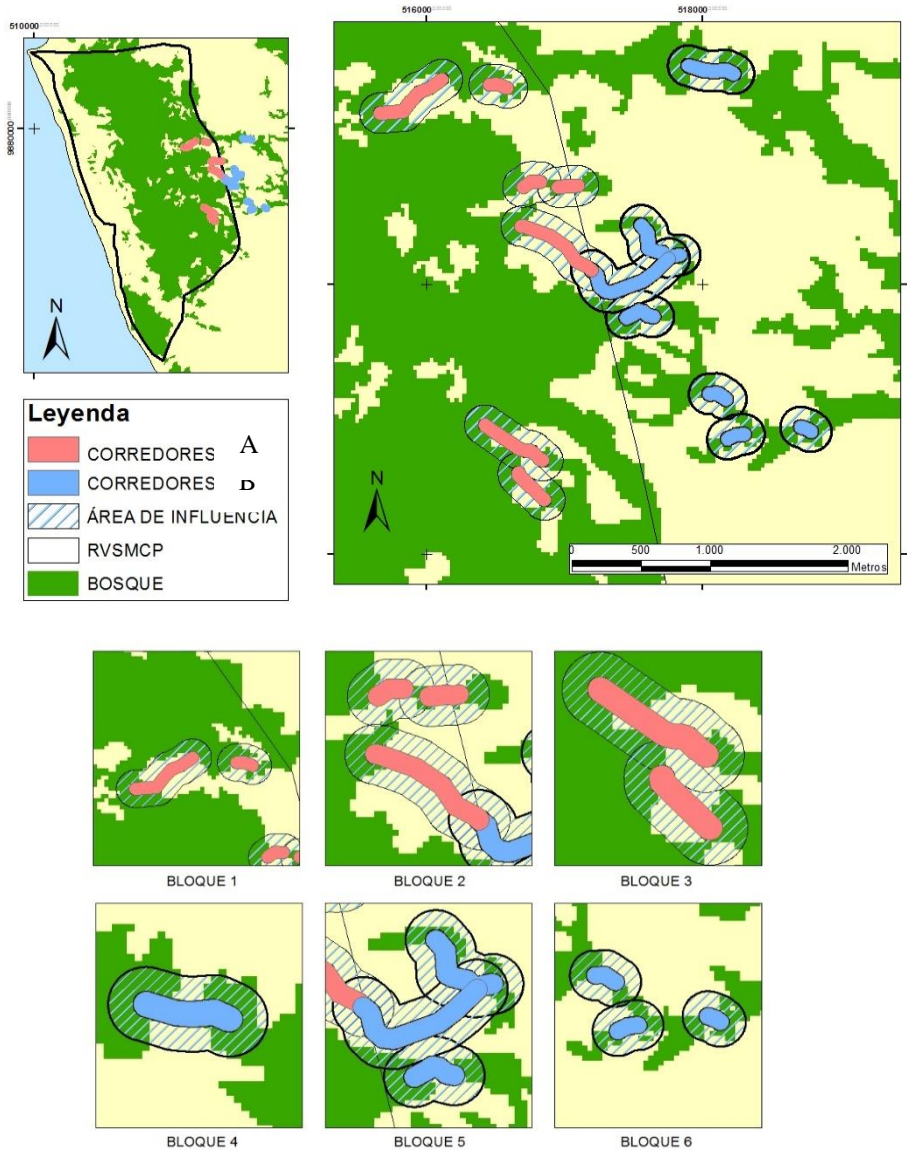 510000
516000 518000
9880000
N
N
Leyenda
CORREDORES A
CORREDORES
ÁREA DE INFLUENCIA
RVSMCP
BOSQUE
0 500 1.000 2.000
Metros
BLOQUE 1 BLOQUE 2 BLOQUE 3
BLOQUE 4 BLOQUE 5 BLOQUE 6